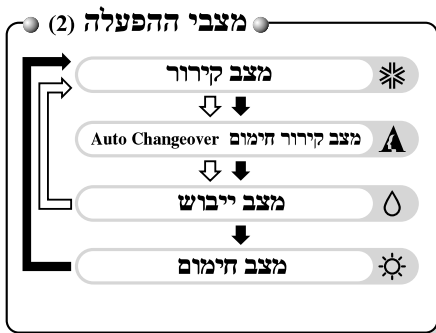 מצבי ההפעלה (2)
מצב קירור
מצב קירור חימום Auto Changeover
מצב ייבוש
מצב חימום